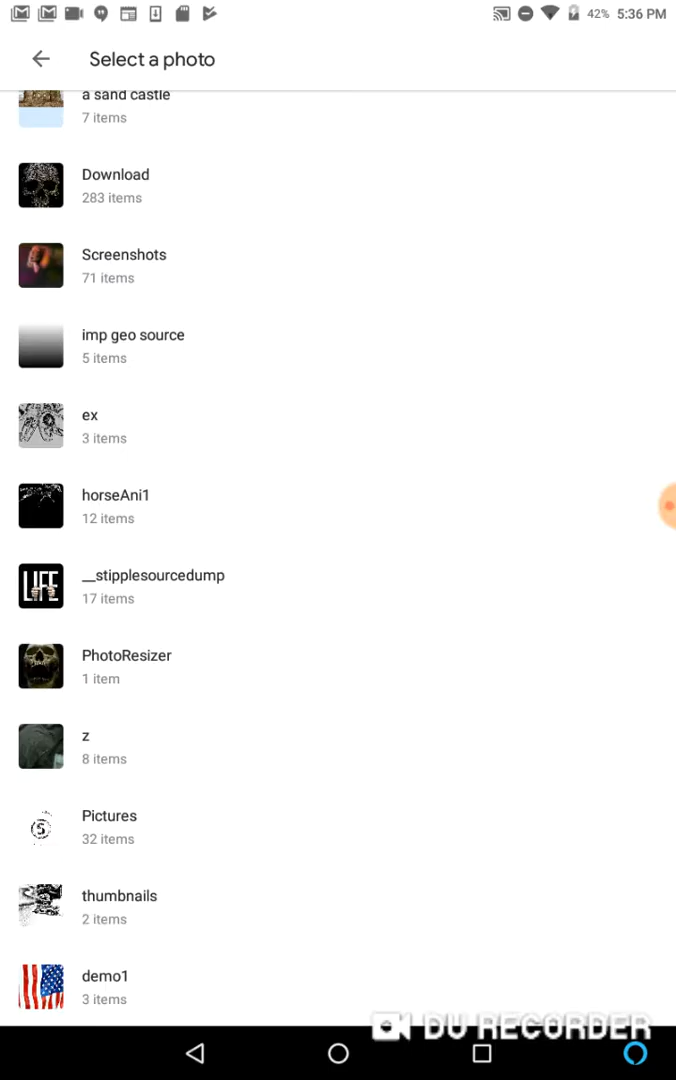 42% 5:36 PM
Select a photo
a sand castle
7 items
Download
283 items
Screenshots
71 items
imp geo source
5 items
ex
3 items
horseAni1
12 items
__stipplesourcedump
17 items
LIFE
PhotoResizer
1 item
z
8 items
Pictures
32 items
5
thumbnails
2 items
demo1
3 items
DU RECORDER